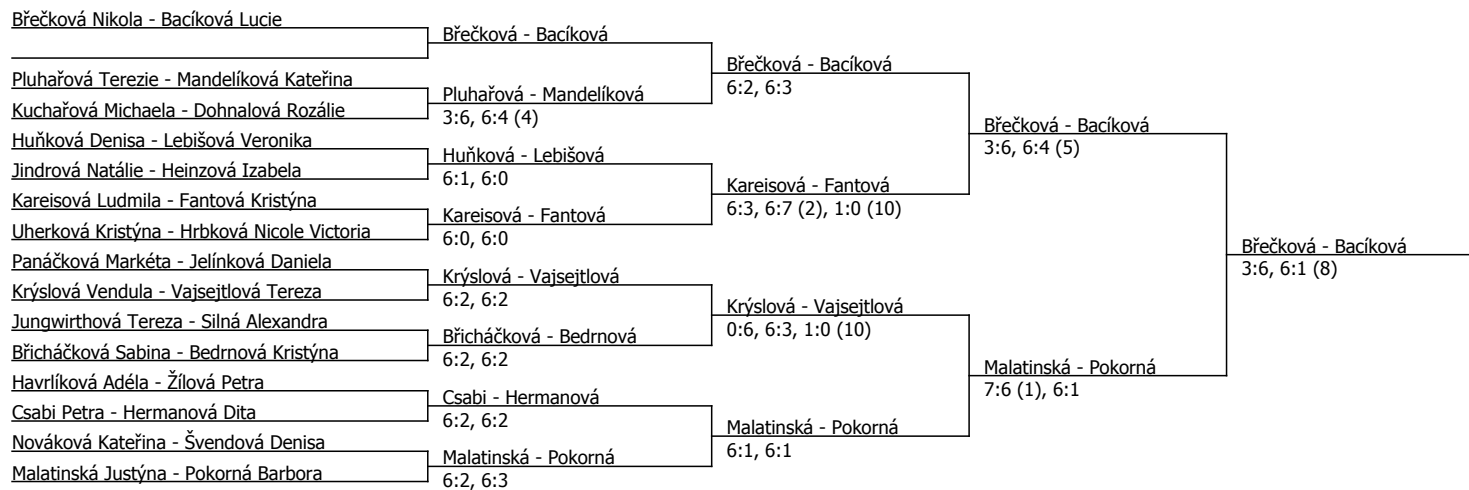 Břečková Nikola - Bacíková Lucie
Pluhařová Terezie - Mandelíková Kateřina
Kuchařová Michaela - Dohnalová Rozálie
Huňková Denisa - Lebišová Veronika
Jindrová Natálie - Heinzová Izabela
Kareisová Ludmila - Fantová Kristýna
Uherková Kristýna - Hrbková Nicole Victoria
Panáčková Markéta - Jelínková Daniela
Krýslová Vendula - Vajsejtlová Tereza
Jungwirthová Tereza - Silná Alexandra
Břicháčková Sabina - Bedrnová Kristýna
Havrlíková Adéla - Žílová Petra
Csabi Petra - Hermanová Dita
Nováková Kateřina - Švendová Denisa
Malatinská Justýna - Pokorná Barbora
Břečková - Bacíková
Pluhařová - Mandelíková
3:6, 6:4 (4)
Huňková - Lebišová
6:1, 6:0
Kareisová - Fantová
6:0, 6:0
Krýslová - Vajsejtlová
6:2, 6:2
Břicháčková - Bedrnová
6:2, 6:2
Csabi - Hermanová
6:2, 6:2
Malatinská - Pokorná
6:2, 6:3
Břečková - Bacíková
6:2, 6:3
Kareisová - Fantová
6:3, 6:7 (2), 1:0 (10)
Krýslová - Vajsejtlová
0:6, 6:3, 1:0 (10)
Malatinská - Pokorná
6:1, 6:1
Břečková - Bacíková
3:6, 6:4 (5)
Malatinská - Pokorná
7:6 (1), 6:1
Břečková - Bacíková
3:6, 6:1 (8)